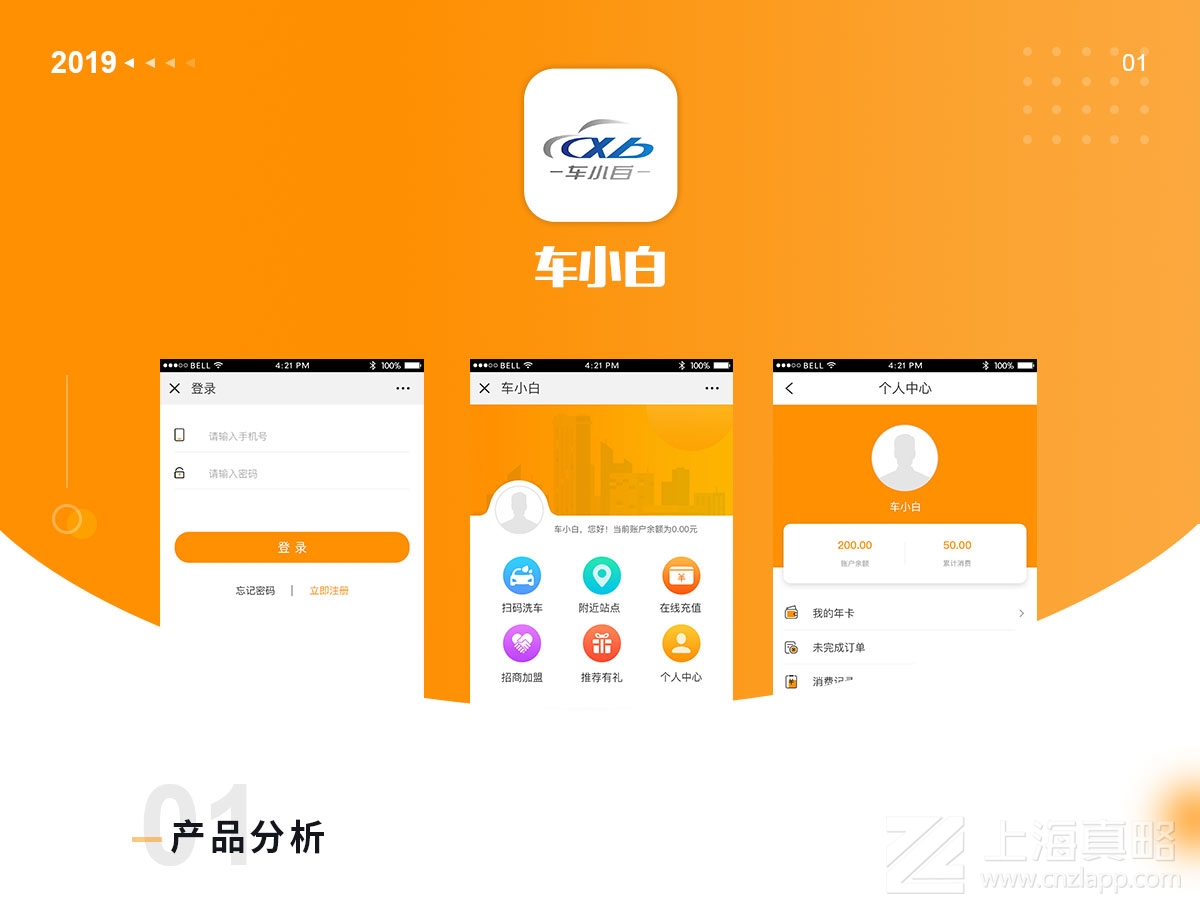 2019
01
cxb
车小白
车小白
BELL 4:21 PM 100%
登录
请输入手机号
请输入密码
登录
忘记密码 | 立即注册
BELL 4:21 PM 100%
车小白
车小白，您好！当前账户余额为0.00元
扫码洗车 附近站点 在线充值
招商加盟 推荐有礼 个人中心
BELL 4:21 PM 100%
个人中心
车小白
200.00 50.00
账户余额 累计消费
我的年卡
未完成订单
消费记
01
产品分析
上海真略
www.cnzlapp.com